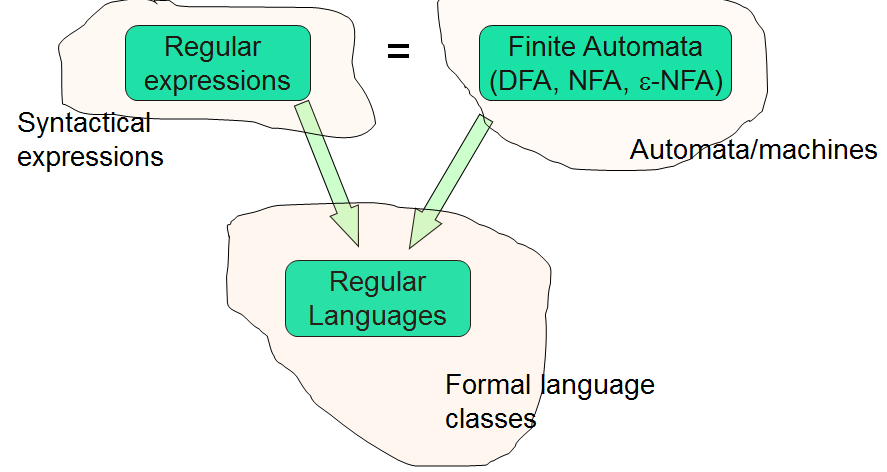 Regular
expressions
=
Finite Automata
(DFA, NFA, ε-NFA)
Syntactical
expressions
Automata/machines
Regular
Languages
Formal language
classes